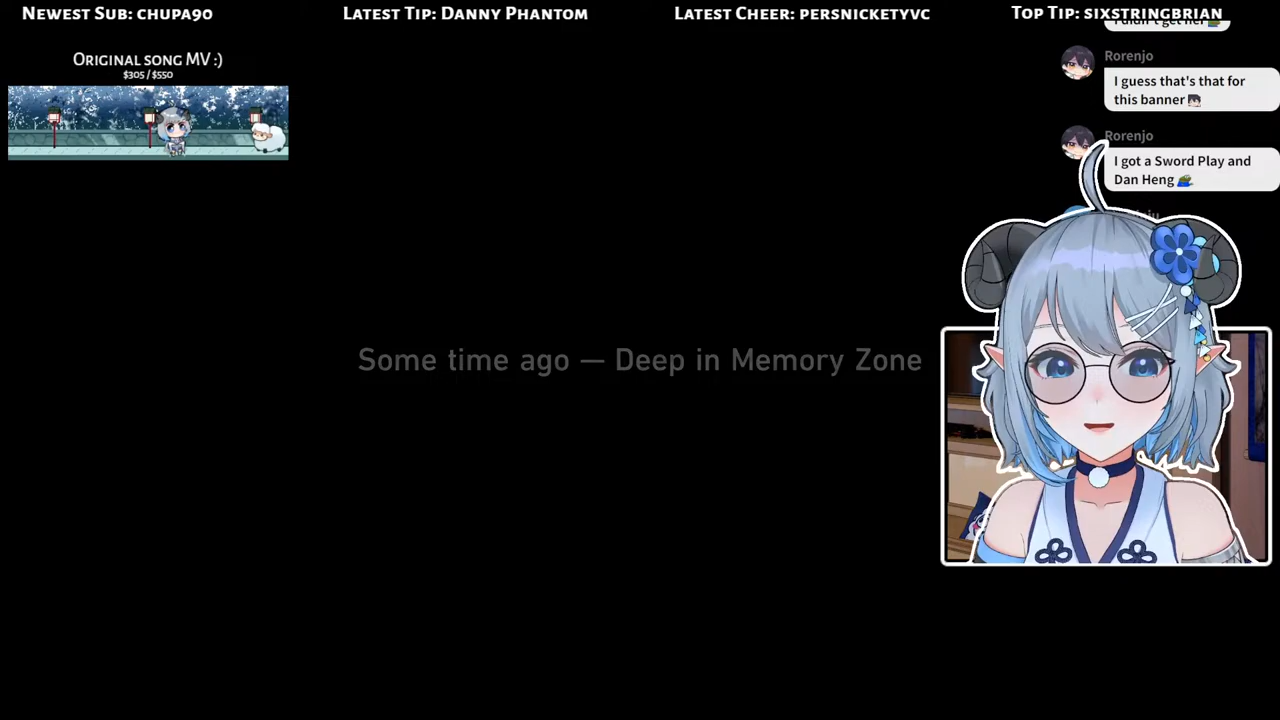 Newest Sub: chupa90
Latest Tip: Danny Phantom
Latest Cheer: persnicketyvc
Top Tip: sixstringbrian
Original song MV :)
$305 / $550
Rorenjo
I guess that's that for
this banner
Rorenjo
I got a Sword Play and
Dan Heng
Some time ago — Deep in Memory Zone